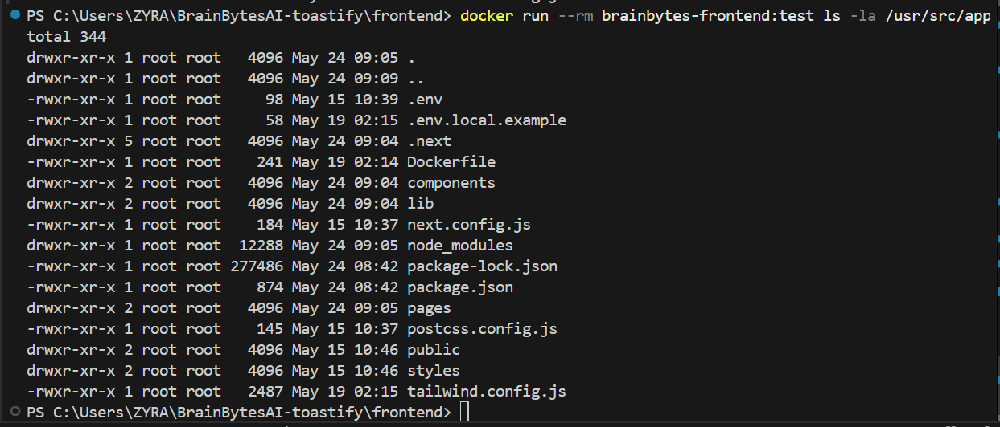 PS C:\Users\ZYRA\BrainBytesAI-toastify\frontend> docker run --rm brainbytes-frontend:test ls -la /usr/src/app
total 344
drwxr-xr-x 1 root root   4096 May 24 09:05 .
drwxr-xr-x 1 root root   4096 May 24 09:09 ..
-rwxr-xr-x 1 root root     98 May 15 10:39 .env
-rwxr-xr-x 1 root root     58 May 19 02:15 .env.local.example
drwxr-xr-x 5 root root   4096 May 24 09:04 .next
-rwxr-xr-x 1 root root    241 May 19 02:14 Dockerfile
drwxr-xr-x 2 root root   4096 May 24 09:04 components
drwxr-xr-x 2 root root   4096 May 24 09:04 lib
-rwxr-xr-x 1 root root    184 May 15 10:37 next.config.js
drwxr-xr-x 1 root root  12288 May 24 09:05 node_modules
-rwxr-xr-x 1 root root 277486 May 24 08:42 package-lock.json
-rwxr-xr-x 1 root root    874 May 24 08:42 package.json
drwxr-xr-x 2 root root   4096 May 24 09:05 pages
-rwxr-xr-x 1 root root    145 May 15 10:37 postcss.config.js
drwxr-xr-x 2 root root   4096 May 15 10:46 public
drwxr-xr-x 2 root root   4096 May 15 10:46 styles
-rwxr-xr-x 1 root root   2487 May 19 02:15 tailwind.config.js
PS C:\Users\ZYRA\BrainBytesAI-toastify\frontend>